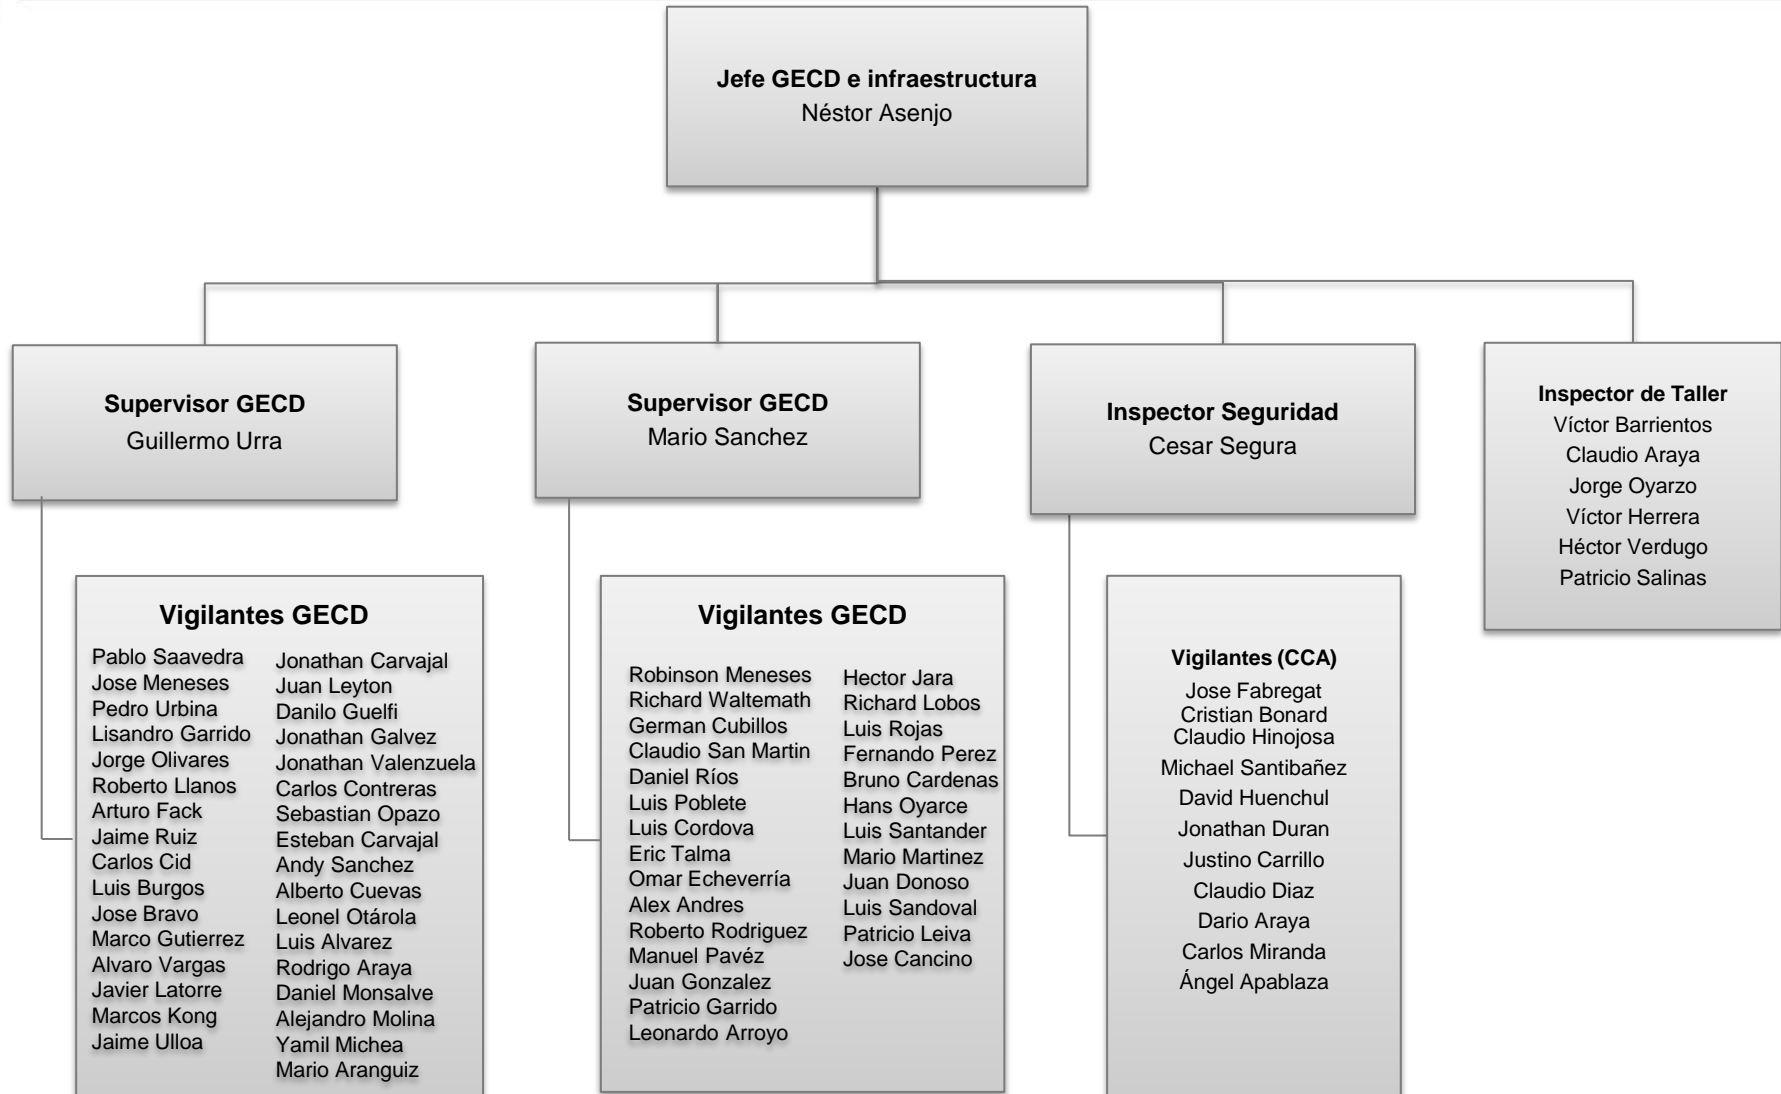 Jefe GECD e infraestructura
Néstor Asenjo
Supervisor GECD
Guillermo Urra
Supervisor GECD
Mario Sanchez
Inspector Seguridad
Cesar Segura
Inspector de Taller
Víctor Barrientos
Claudio Araya
Jorge Oyarzo
Víctor Herrera
Héctor Verdugo
Patricio Salinas
Vigilantes GECD
Pablo Saavedra
Jose Meneses
Pedro Urbina
Lisandro Garrido
Jorge Olivares
Roberto Llanos
Arturo Fack
Jaime Ruiz
Carlos Cid
Luis Burgos
Jose Bravo
Marco Gutierrez
Alvaro Vargas
Javier Latorre
Marcos Kong
Jaime Ulloa
Jonathan Carvajal
Juan Leyton
Danilo Guelfi
Jonathan Galvez
Jonathan Valenzuela
Carlos Contreras
Sebastian Opazo
Esteban Carvajal
Andy Sanchez
Alberto Cuevas
Leonel Otárola
Luis Alvarez
Rodrigo Araya
Daniel Monsalve
Alejandro Molina
Yamil Michea
Mario Aranguiz
Vigilantes GECD
Robinson Meneses
Richard Waltemath
German Cubillos
Claudio San Martin
Daniel Ríos
Luis Poblete
Luis Cordova
Eric Talma
Omar Echeverría
Alex Andres
Roberto Rodriguez
Manuel Pavéz
Juan Gonzalez
Patricio Garrido
Leonardo Arroyo
Hector Jara
Richard Lobos
Luis Rojas
Fernando Perez
Bruno Cardenas
Hans Oyarce
Luis Santander
Mario Martinez
Juan Donoso
Luis Sandoval
Patricio Leiva
Jose Cancino
Vigilantes (CCA)
Jose Fabregat
Cristian Bonard
Claudio Hinojosa
Michael Santibañez
David Huenchul
Jonathan Duran
Justino Carrillo
Claudio Diaz
Dario Araya
Carlos Miranda
Ángel Apablaza